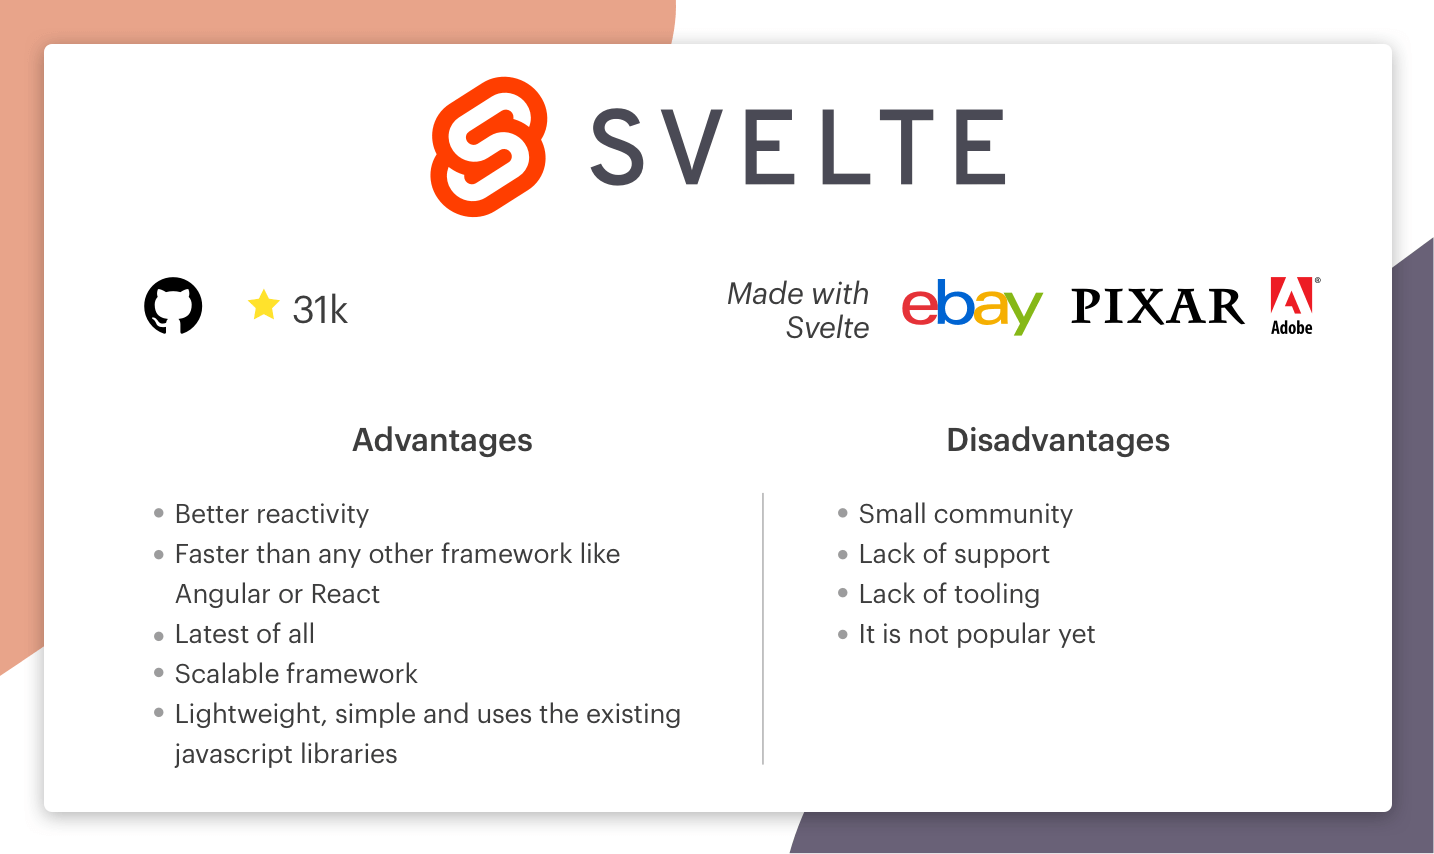 SVELTE
31k
Made with
Svelte
ebay PIXAR Adobe®
Advantages
Better reactivity
Faster than any other framework like
Angular or React
Latest of all
Scalable framework
Lightweight, simple and uses the existing
javascript libraries
Disadvantages
Small community
Lack of support
Lack of tooling
It is not popular yet